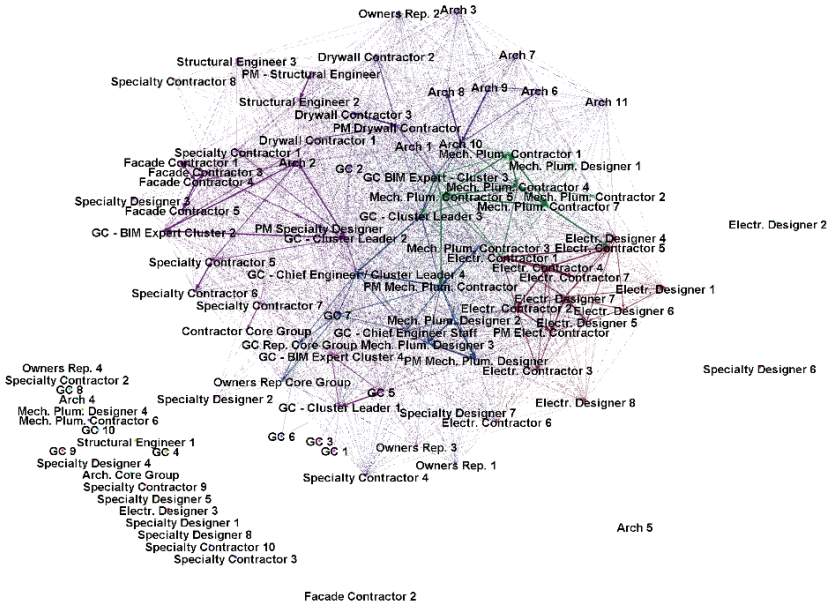 Arch 3
Owners Rep. 2
Arch 7
Drywall Contractor 2
Structural Engineer 3
PM - Structural Engineer
Specialty Contractor 8
Arch 9
Arch 8
Arch 6
Structural Engineer 2
Arch 11
Drywall Contractor 3
PM Drywall Contractor
Drywall Contractor 1
Arch 1
Arch 10
Specialty Contractor 1
Mech. Plum. Contractor 1
Facade Contractor 1
Arch 2
Mech. Plum. Designer 1
GC 2
Facade Contractor 3
GC BIM Expert - Cluster 3
Facade Contractor 4
Mech. Plum. Contractor 4
Mech. Plum. Contractor 5
Mech. Plum. Contractor 2
Specialty Designer 3
Mech. Plum. Contractor 7
Facade Contractor 5
GC - Cluster Leader 3
Electr. Designer 2
PM Specialty Designer
GC - BIM Expert Cluster 2
GC - Cluster Leader 2
Electr. Designer 4
Mech. Plum. Contractor 3
Electr. Contractor 5
Electr. Contractor 1
Specialty Contractor 5
Electr. Contractor 4
GC - Chief Engineer / Cluster Leader 4
Electr. Contractor 7
PM Mech. Plum. Contractor
Electr. Designer 1
Specialty Contractor 6
Electr. Designer 7
Specialty Contractor 7
Electr. Contractor 2
Electr. Designer 6
GC 7
Mech. Plum. Designer 2
Electr. Designer 5
Contractor Core Group
GC - Chief Engineer Staff
PM Elect. Contractor
GC Rep. Core Group
Mech. Plum. Designer 3
GC - BIM Expert Cluster 4
PM Mech. Plum. Designer
Owners Rep. 4
Electr. Contractor 3
Specialty Designer 6
Specialty Contractor 2
Owners Rep Core Group
GC 8
GC 5
Arch 4
Specialty Designer 2
Electr. Designer 8
GC - Cluster Leader 1
Mech. Plum. Designer 4
Specialty Designer 7
Mech. Plum. Contractor 6
Electr. Contractor 6
GC 10
GC 6
Structural Engineer 1
GC 3
GC 9
GC 4
GC 1
Owners Rep. 3
Specialty Designer 4
Owners Rep. 1
Arch. Core Group
Specialty Contractor 4
Specialty Contractor 9
Specialty Designer 5
Electr. Designer 3
Specialty Designer 1
Arch 5
Specialty Designer 8
Specialty Contractor 10
Specialty Contractor 3
Facade Contractor 2